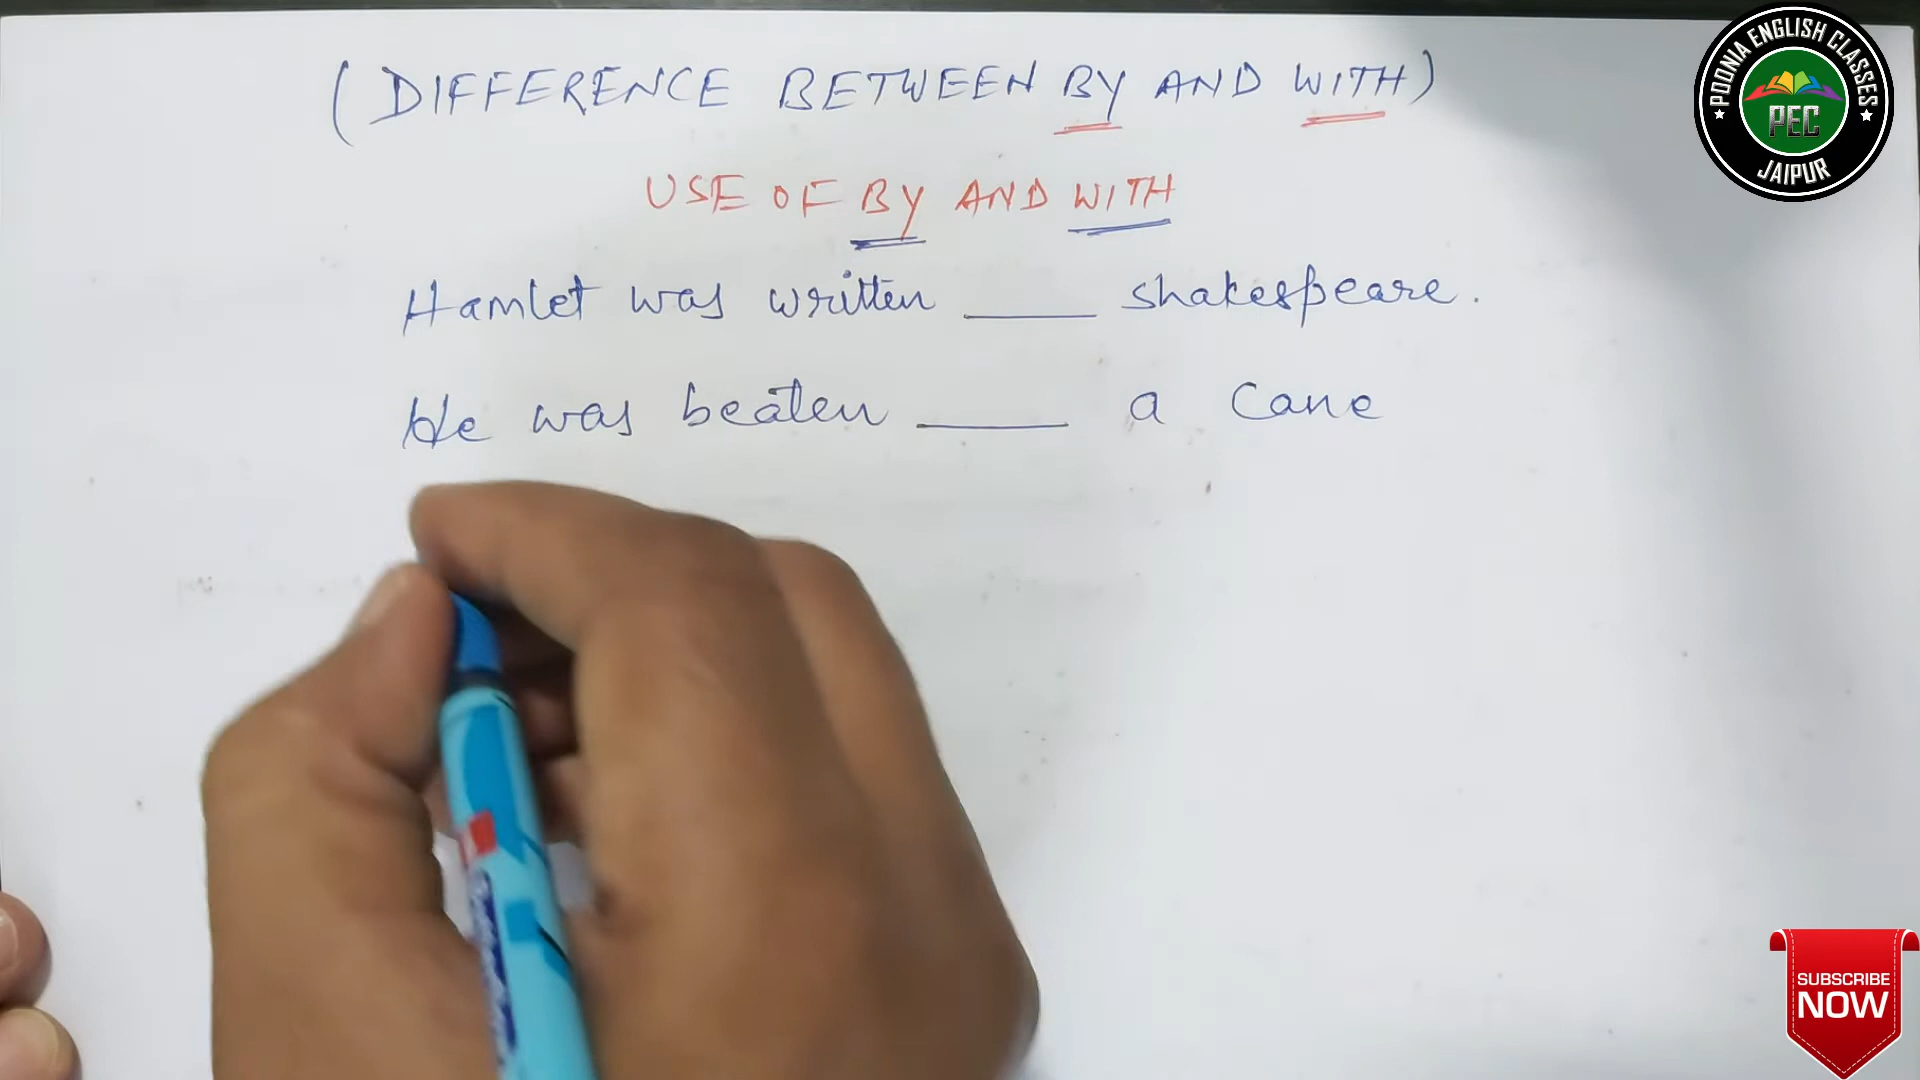 (DIFFERENCE BETWEEN BY AND WITH)
USE OF BY AND WITH
Hamlet was written ____ shakespeare.
He was beaten ____ a Cane
POONIA ENGLISH CLASSES
PEC
JAIPUR
SUBSCRIBE
NOW